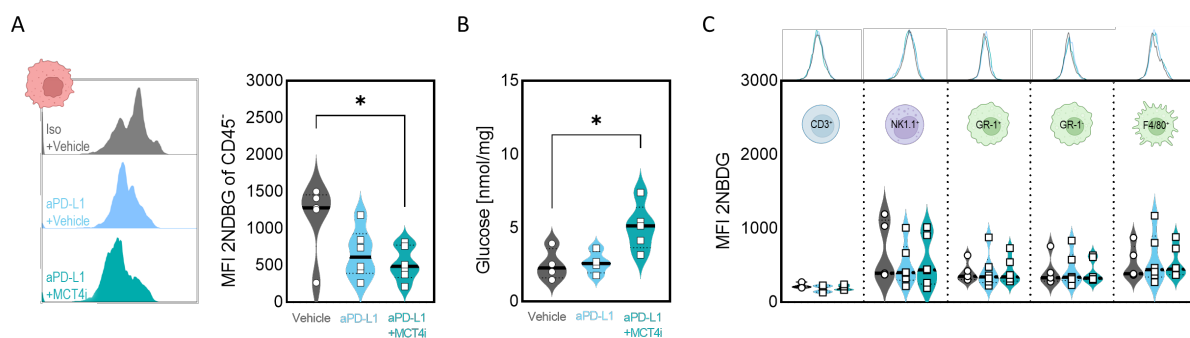 A
Iso
+Vehicle
aPD-L1
+Vehicle
aPD-L1
+MCT4i
MFI 2NDBG of CD45⁻
3000
2500
2000
1500
1000
500
0
*
Vehicle
aPD-L1
aPD-L1
+MCT4i
B
Glucose [nmol/mg]
15
10
5
0
*
Vehicle
aPD-L1
aPD-L1
+MCT4i
C
MFI 2NBDG
3000
2000
1000
0
CD3⁺
NK1.1⁺
GR-1⁺
GR-1⁻
F4/80⁺